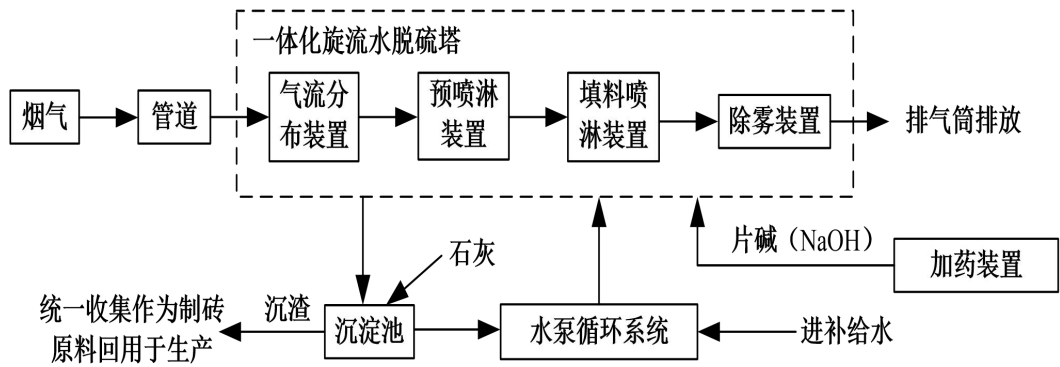 一体化旋流水脱硫塔
烟气
管道
气流分
布装置
预喷淋
装置
填料喷
淋装置
除雾装置
排气筒排放
石灰
片碱（NaOH）
加药装置
统一收集作为制砖
原料回用于生产
沉渣
沉淀池
水泵循环系统
进补给水